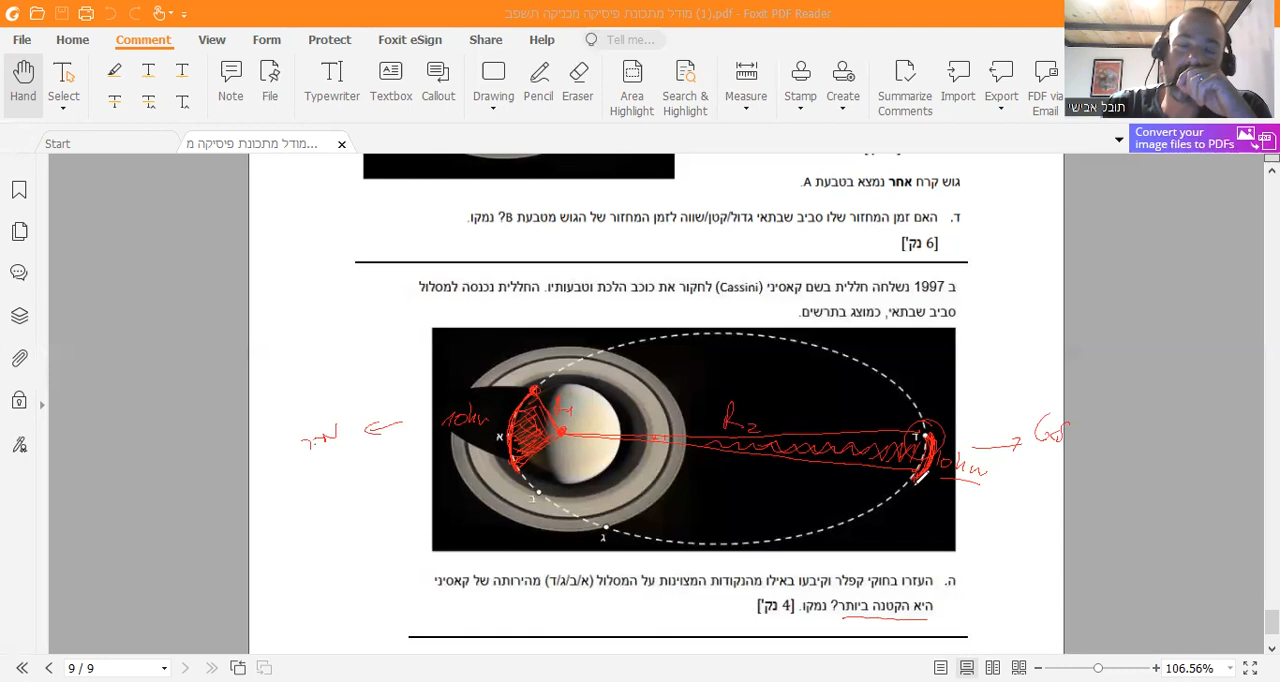 מודל מתכונת פיסיקה מכניקה תשפב (1).pdf - Foxit PDF Reader
File Home Comment View Form Protect Foxit eSign Share Help Tell me...
Hand Select Note File Typewriter Textbox Callout Drawing Pencil Eraser Area Highlight Search & Highlight Measure Stamp Create Summarize Comments Import Export FDF via Email
תובל אבישי
Start
מודל מתכונת פיסיקה מ...
Convert your
image files to PDFs
גוש קרח אחר נמצא בטבעת A.
ד. האם זמן המחזור שלו סביב שבתאי גדול/קטן/שווה לזמן המחזור של הגוש מטבעת B? נמקו.
[6 נק']
ב 1997 נשלחה חללית בשם קאסיני (Cassini) לחקור את כוכב הלכת וטבעותיו. החללית נכנסה למסלול
סביב שבתאי, כמוצג בתרשים.
10hr
R2
א
ד
10hr
ב
ג
ה. העזרו בחוקי קפלר וקיבעו באילו מהנקודות המצוינות על המסלול (א/ב/ג/ד) מהירותה של קאסיני
היא הקטנה ביותר? נמקו. [4 נק']
9 / 9
106.56%